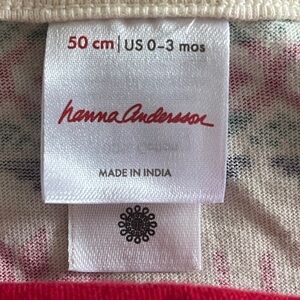 50 cm | US 0-3 mos
hanna andersson
MADE IN INDIA